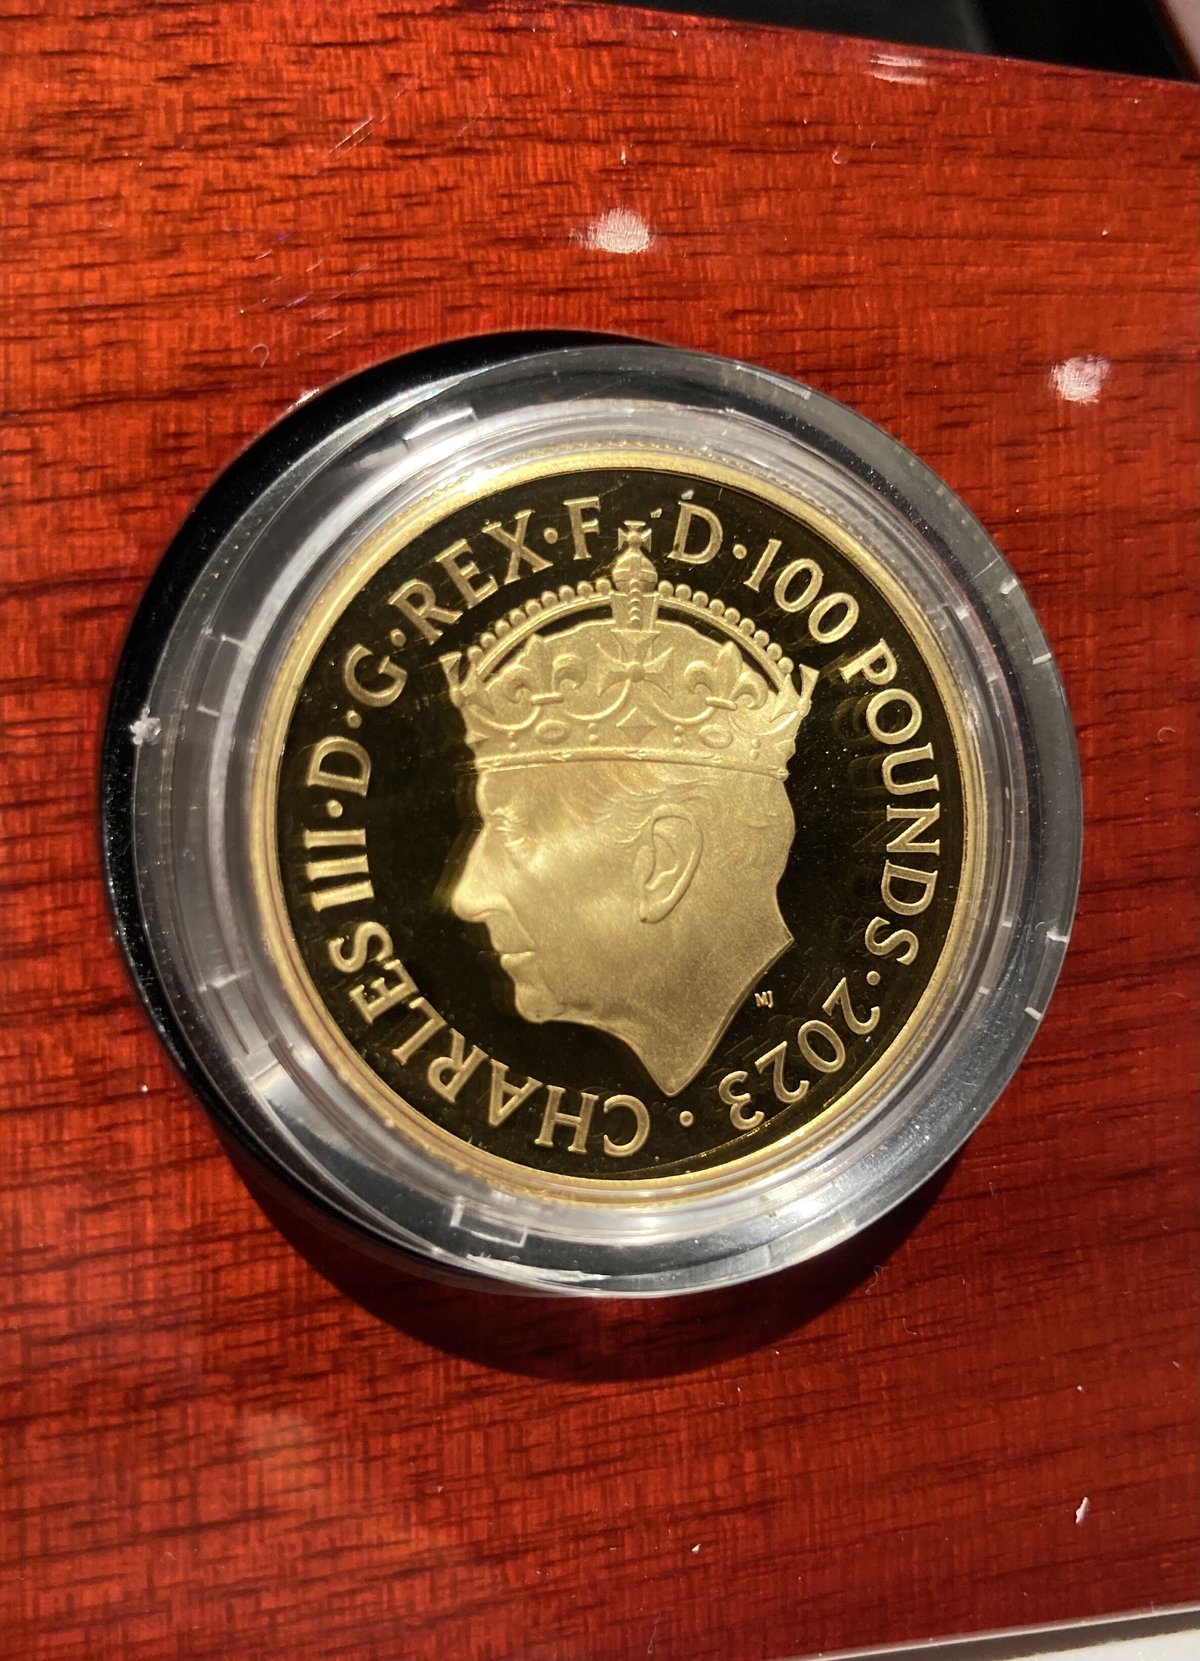 · CHARLES III · D · G · REX · F D · 100 POUNDS · 2023
MJ